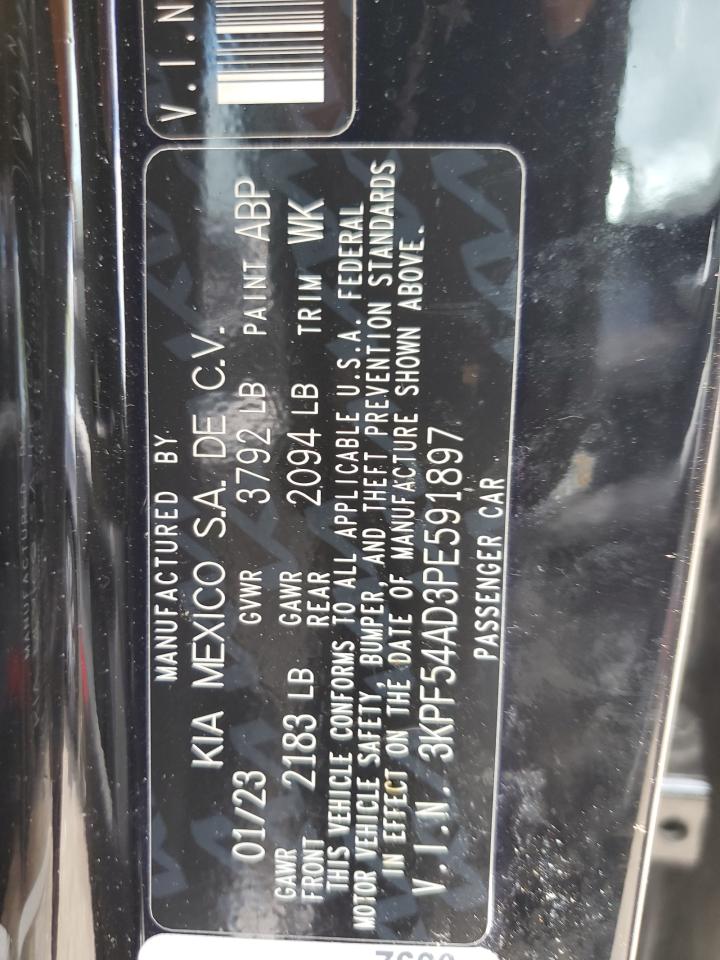 V.I.N
MANUFACTURED BY
KIA MEXICO S.A. DE C.V.
01/23 GVWR 3792 LB PAINT ABP
GAWR FRONT 2183 LB GAWR REAR 2094 LB TRIM WK
THIS VEHICLE CONFORMS TO ALL APPLICABLE U.S.A. FEDERAL
MOTOR VEHICLE SAFETY, BUMPER, AND THEFT PREVENTION STANDARDS
IN EFFECT ON THE DATE OF MANUFACTURE SHOWN ABOVE.
V.I.N. 3KPF54AD3PE591897
PASSENGER CAR